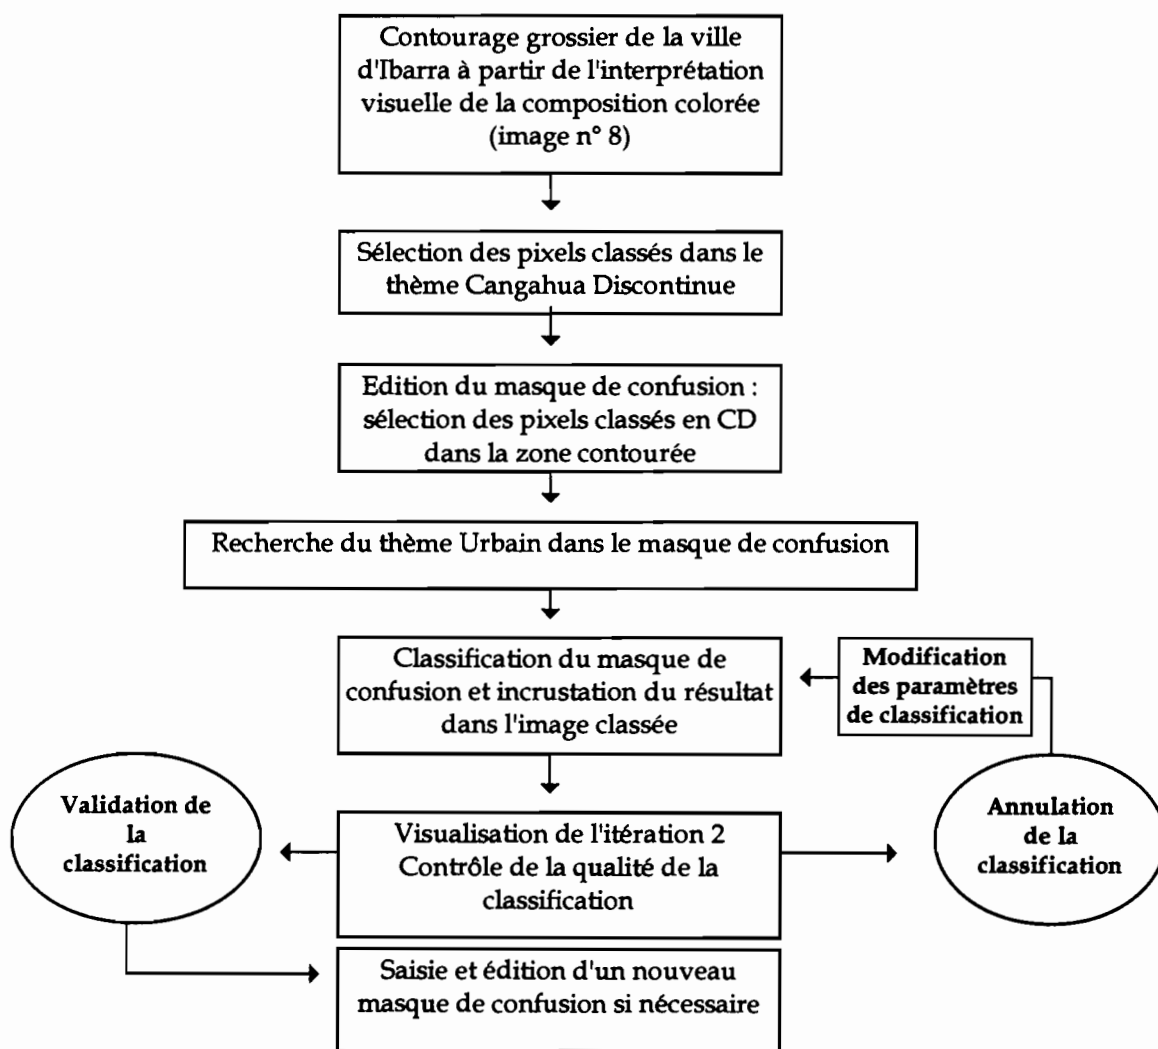 Contourage grossier de la ville
d'Ibarra à partir de l'interprétation
visuelle de la composition colorée
(image n° 8)
Sélection des pixels classés dans le
thème Cangahua Discontinue
Edition du masque de confusion :
sélection des pixels classés en CD
dans la zone contourée
Recherche du thème Urbain dans le masque de confusion
Classification du masque de
confusion et incrustation du résultat
dans l'image classée
Modification
des paramètres
de classification
Validation de
la
classification
Visualisation de l'itération 2
Contrôle de la qualité de la
classification
Annulation
de la
classification
Saisie et édition d'un nouveau
masque de confusion si nécessaire